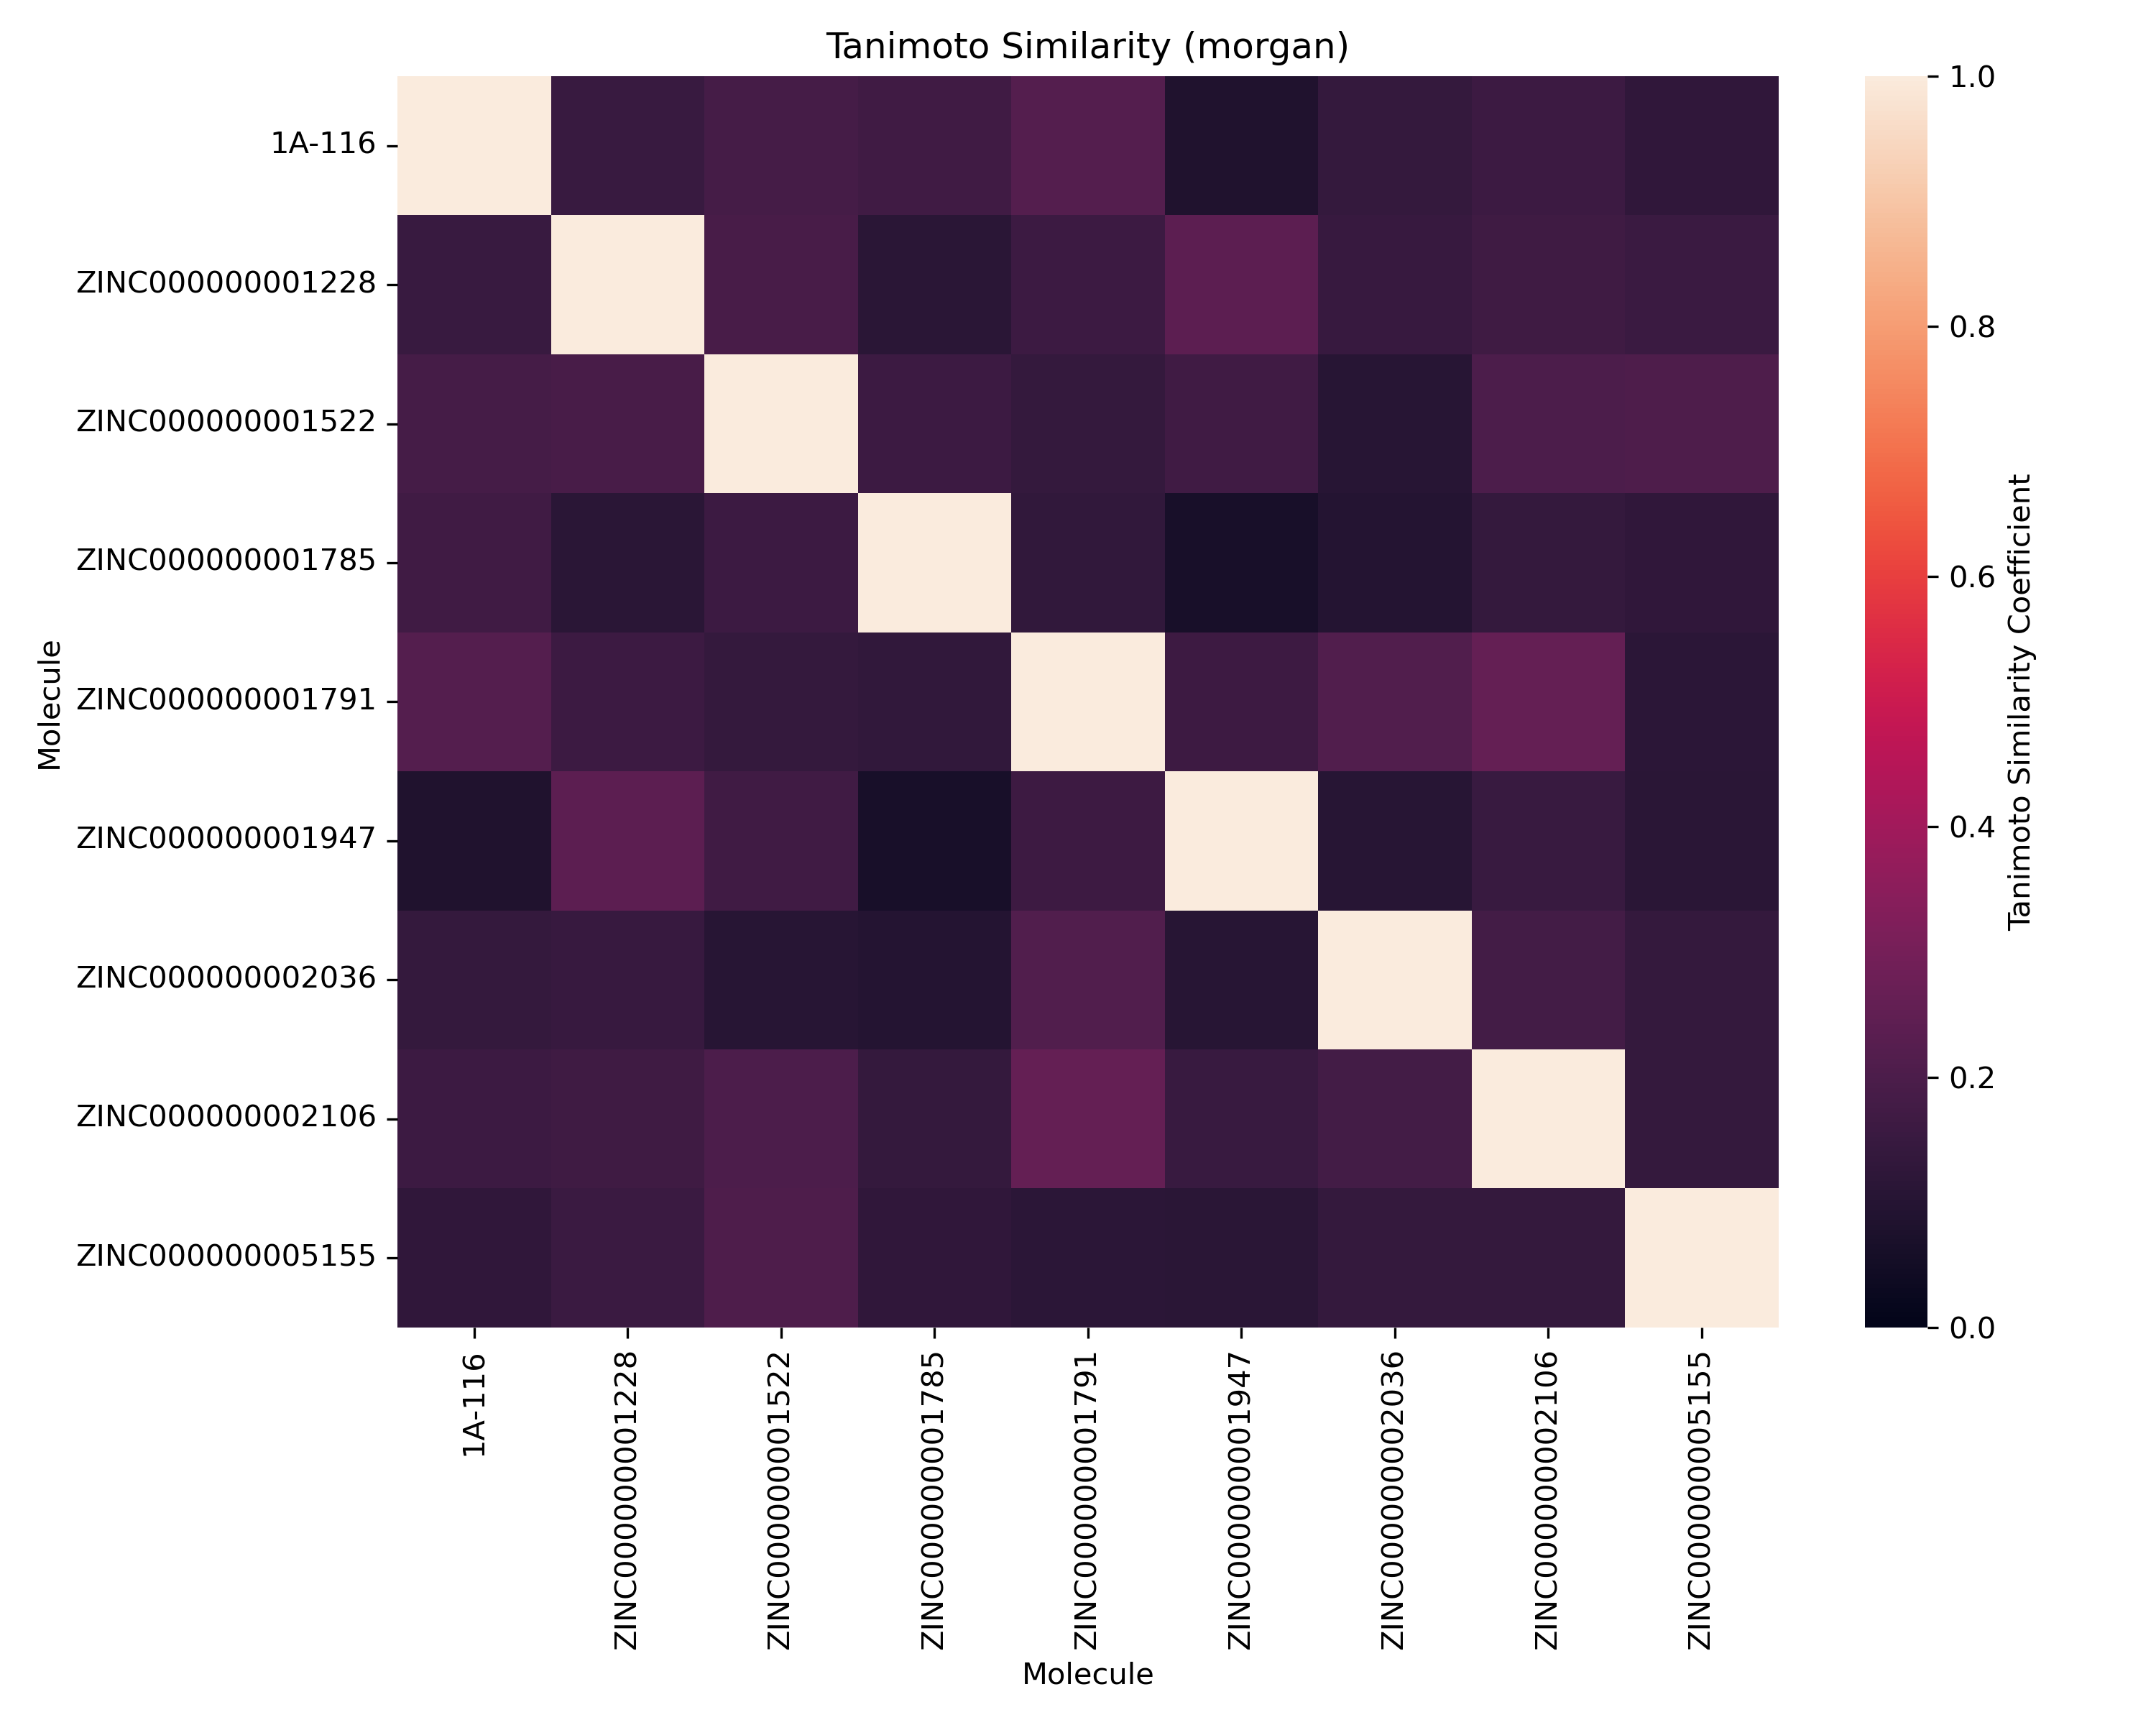 Tanimoto Similarity (morgan)
1A-116
ZINC000000001228
ZINC000000001522
ZINC000000001785
ZINC000000001791
ZINC000000001947
ZINC000000002036
ZINC000000002106
ZINC000000005155
Molecule
1A-116
ZINC000000001228
ZINC000000001522
ZINC000000001785
ZINC000000001791
ZINC000000001947
ZINC000000002036
ZINC000000002106
ZINC000000005155
Molecule
1.0
0.8
0.6
0.4
0.2
0.0
Tanimoto Similarity Coefficient